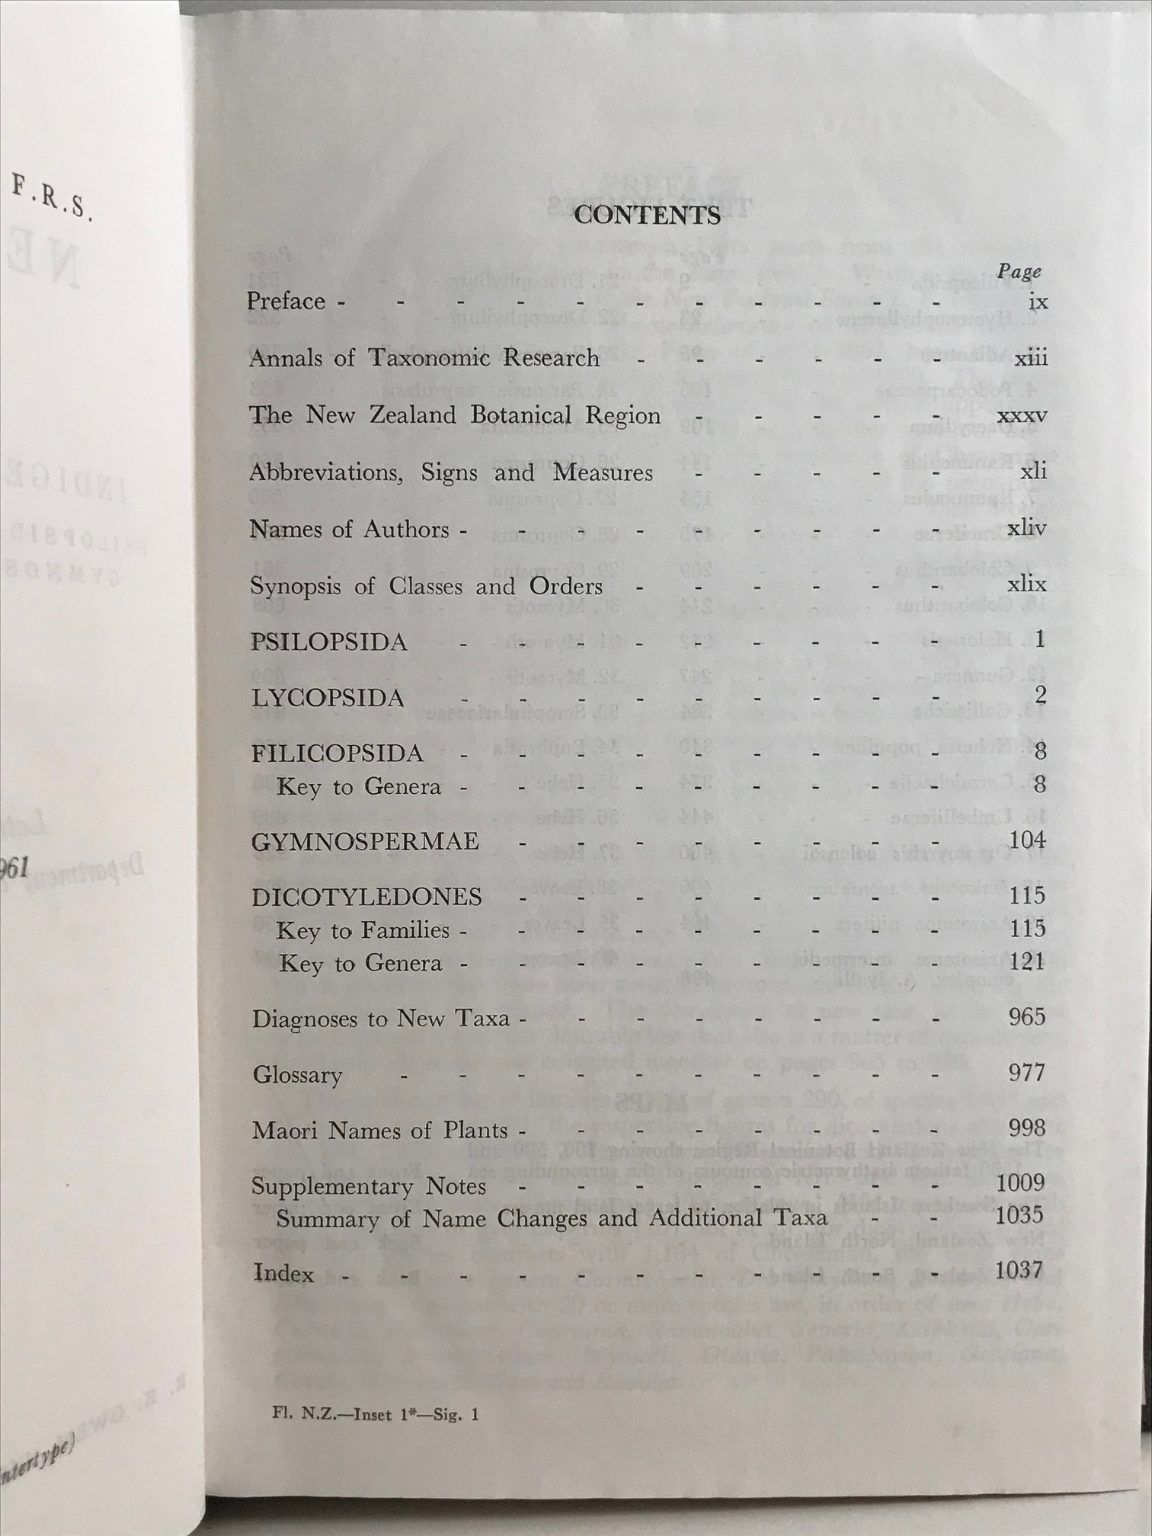 F.R.S.
961
ntertype)
CONTENTS
Page
Preface - - - - - - - - - - - ix
Annals of Taxonomic Research - - - - - - xiii
The New Zealand Botanical Region - - - - - xxxv
Abbreviations, Signs and Measures - - - - - xli
Names of Authors - - - - - - - - - xliv
Synopsis of Classes and Orders - - - - - - xlix
PSILOPSIDA - - - - - - - - - 1
LYCOPSIDA - - - - - - - - - 2
FILICOPSIDA - - - - - - - - - 8
Key to Genera - - - - - - - - - 8
GYMNOSPERMAE - - - - - - - - 104
DICOTYLEDONES - - - - - - - - 115
Key to Families - - - - - - - - - 115
Key to Genera - - - - - - - - - 121
Diagnoses to New Taxa - - - - - - - - 965
Glossary - - - - - - - - - - 977
Maori Names of Plants - - - - - - - - 998
Supplementary Notes - - - - - - - - 1009
Summary of Name Changes and Additional Taxa - - 1035
Index - - - - - - - - - - - 1037
Fl. N.Z.—Inset 1*—Sig. 1